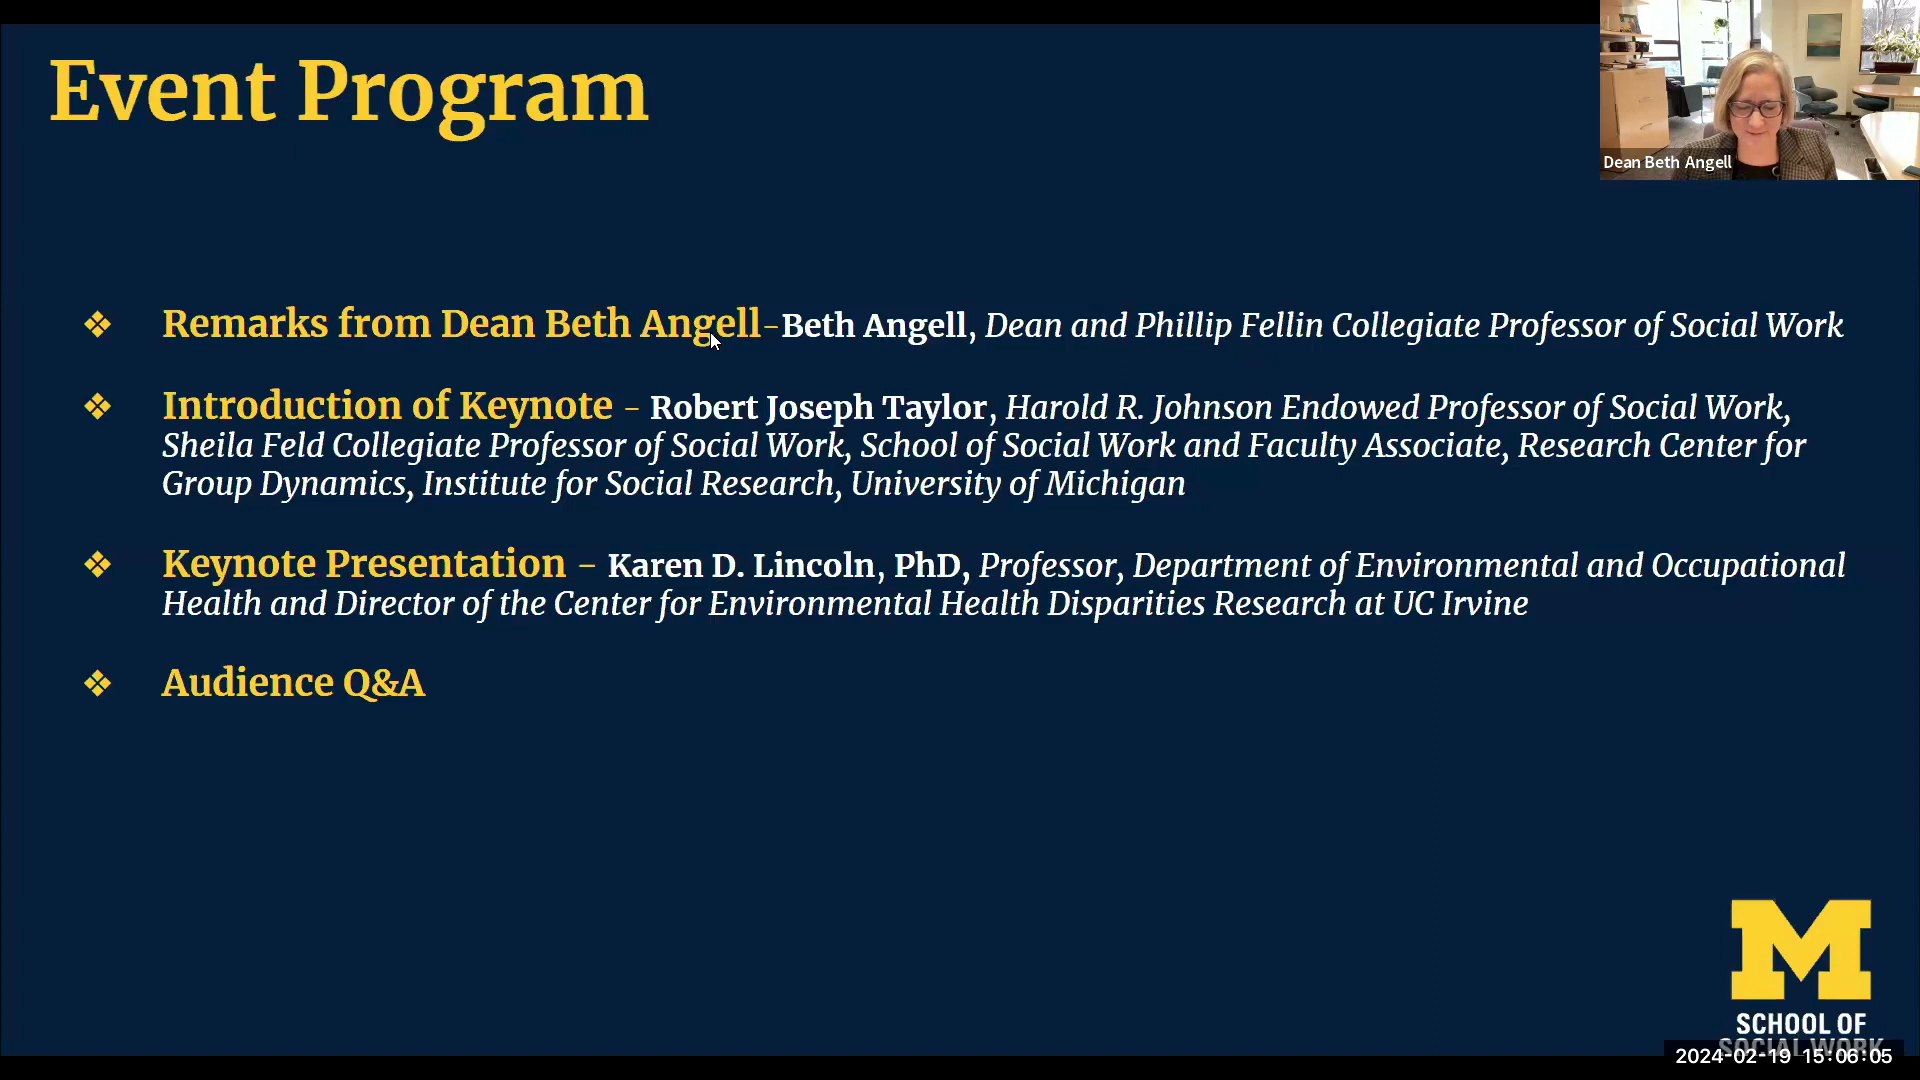 Event Program
Dean Beth Angell
❖ Remarks from Dean Beth Angell-Beth Angell, Dean and Phillip Fellin Collegiate Professor of Social Work
❖ Introduction of Keynote - Robert Joseph Taylor, Harold R. Johnson Endowed Professor of Social Work,
Sheila Feld Collegiate Professor of Social Work, School of Social Work and Faculty Associate, Research Center for
Group Dynamics, Institute for Social Research, University of Michigan
❖ Keynote Presentation - Karen D. Lincoln, PhD, Professor, Department of Environmental and Occupational
Health and Director of the Center for Environmental Health Disparities Research at UC Irvine
❖ Audience Q&A
M
SCHOOL OF
SOCIAL WORK
2024-02-19 15:06:05